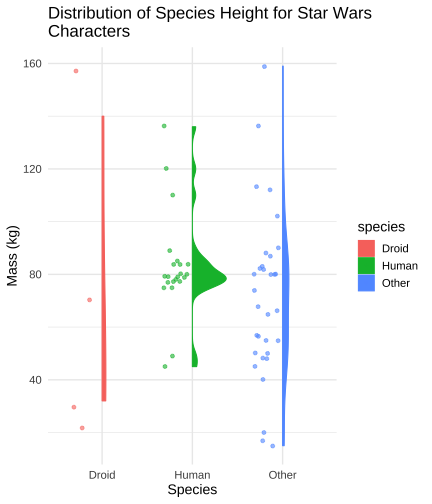 Distribution of Species Height for Star Wars
Characters
Mass (kg)
160
120
80
40
Droid
Human
Other
Species
species
Droid
Human
Other